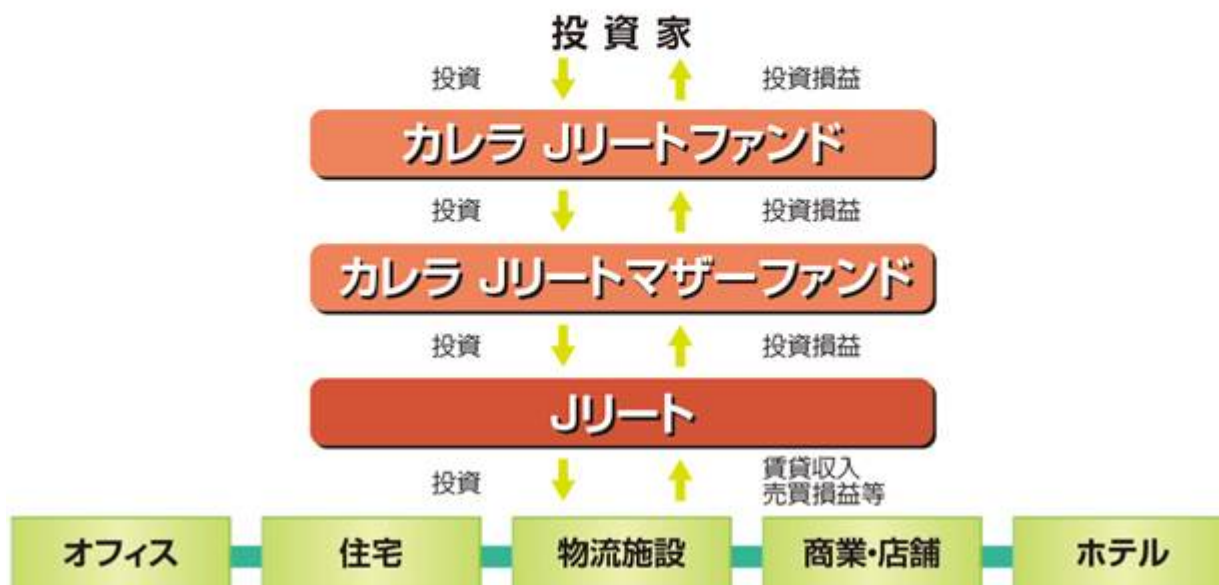 投資家
投資 投資損益
カレラ Jリートファンド
投資 投資損益
カレラ Jリートマザーファンド
投資 投資損益
Jリート
投資 賃貸収入
売買損益等
オフィス 住宅 物流施設 商業・店舗 ホテル